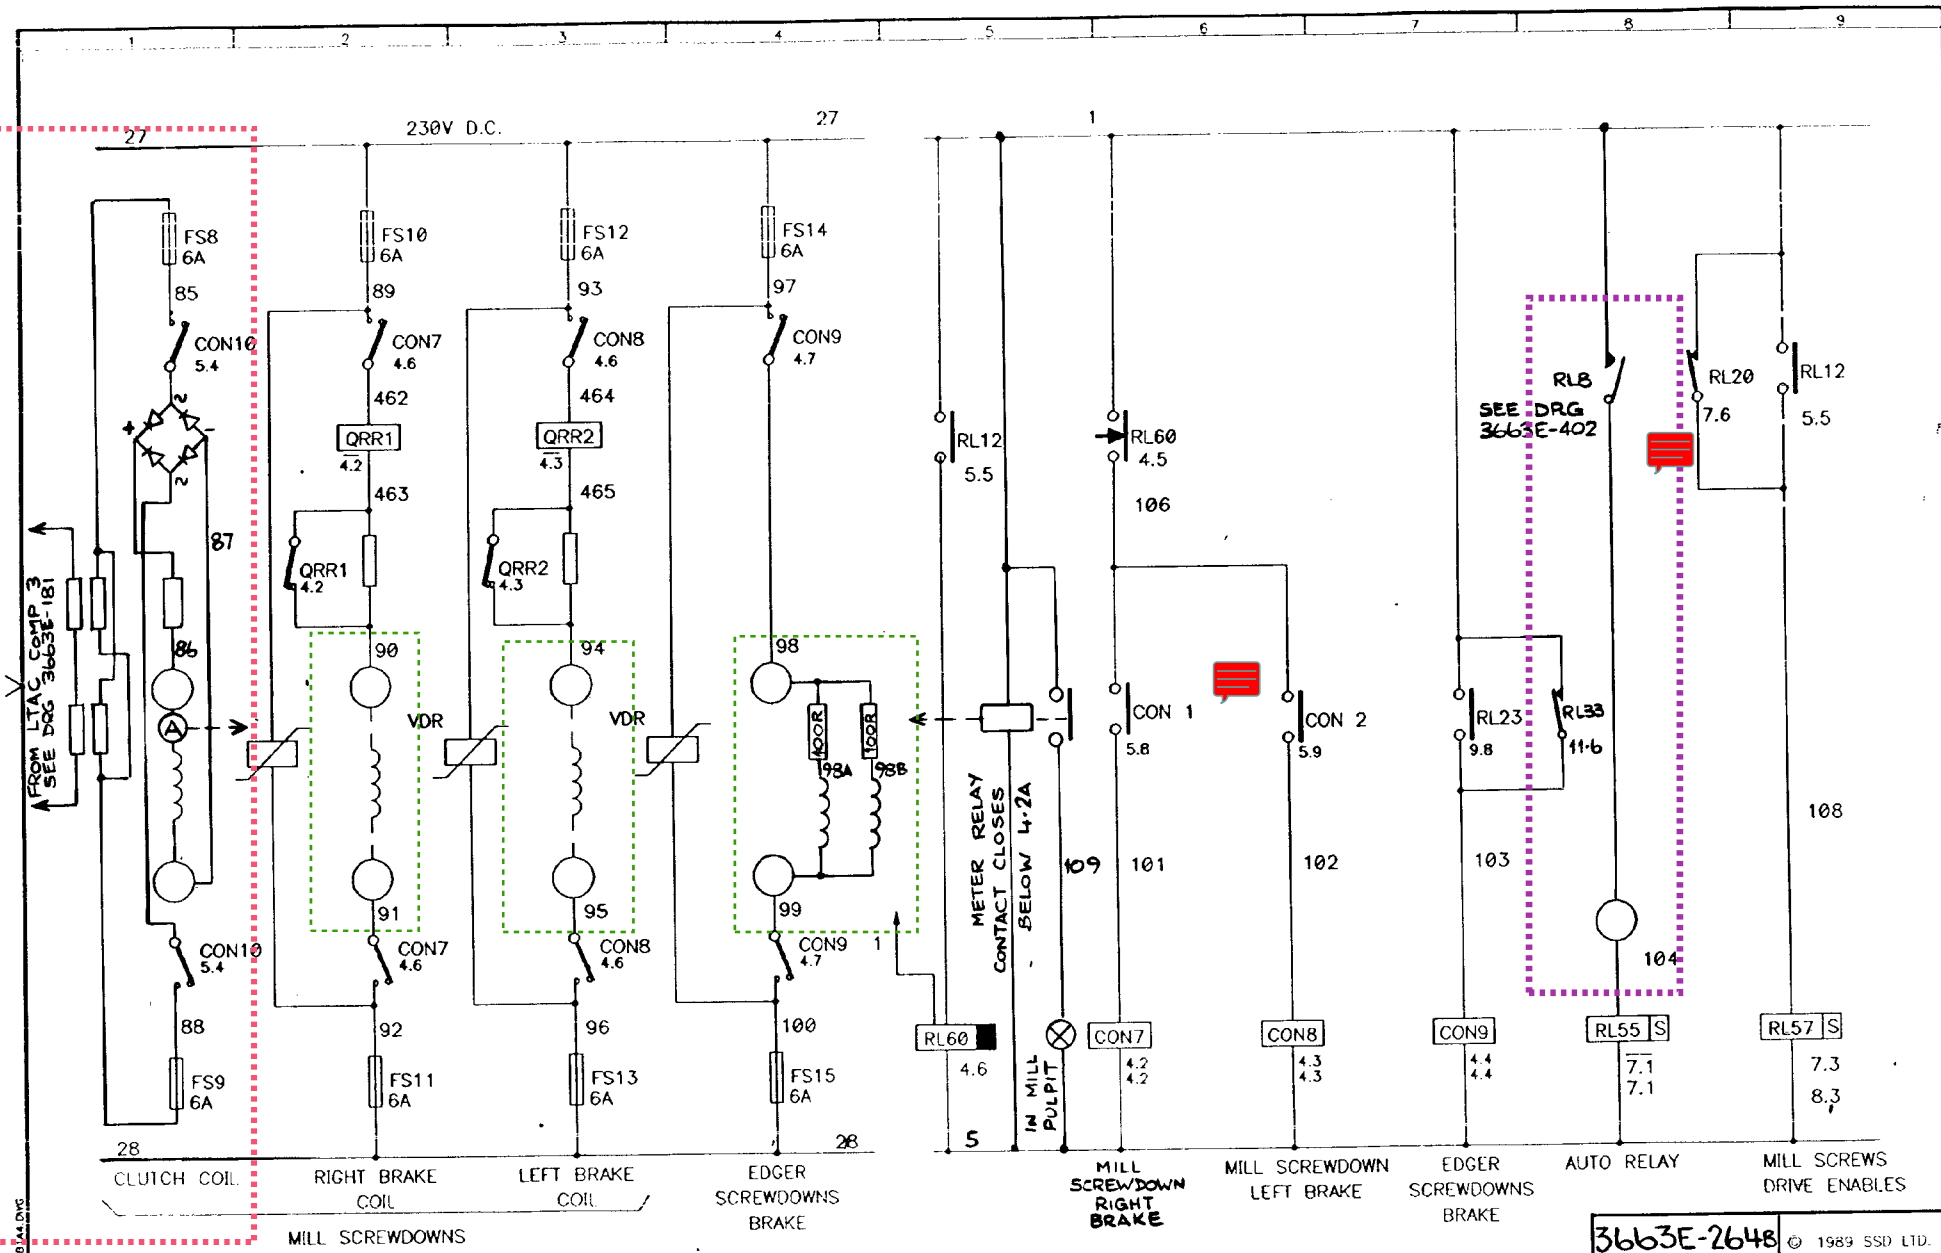 1 2 3 4 5 6 7 8 9
27 230V D.C. 27 1
FS8
6A
FS10
6A
FS12
6A
FS14
6A
85
89
93
97
CON10
5.4
CON7
4.6
CON8
4.6
CON9
4.7
462
464
+
-
2
2
QRR1
4.2
QRR2
4.3
463
465
RL12
5.5
RL60
4.5
106
RL8
SEE DRG
3663E-402
RL20
7.6
RL12
5.5
87
QRR1
4.2
QRR2
4.3
FROM LTAC COMP 3
SEE DRG 3663E-181
86
90
94
98
A
VDR
VDR
100R
100R
98A
98B
CON 1
5.8
CON 2
5.9
RL23
9.8
RL33
11.6
METER RELAY
CONTACT CLOSES
BELOW 4.2A
109
101
102
103
108
91
95
99
CON10
5.4
CON7
4.6
CON8
4.6
CON9
4.7
1
104
88
92
96
100
RL60
4.6
IN MILL
PULPIT
CON7
4.2
4.2
CON8
4.3
4.3
CON9
4.4
4.4
RL55 S
7.1
7.1
RL57 S
7.3
8.3
FS9
6A
FS11
6A
FS13
6A
FS15
6A
28
28
5
CLUTCH COIL
RIGHT BRAKE
COIL
LEFT BRAKE
COIL
EDGER
SCREWDOWNS
BRAKE
MILL
SCREWDOWN
RIGHT
BRAKE
MILL SCREWDOWN
LEFT BRAKE
EDGER
SCREWDOWNS
BRAKE
AUTO RELAY
MILL SCREWS
DRIVE ENABLES
MILL SCREWDOWNS
3663E-264B
© 1989 SSD LTD.